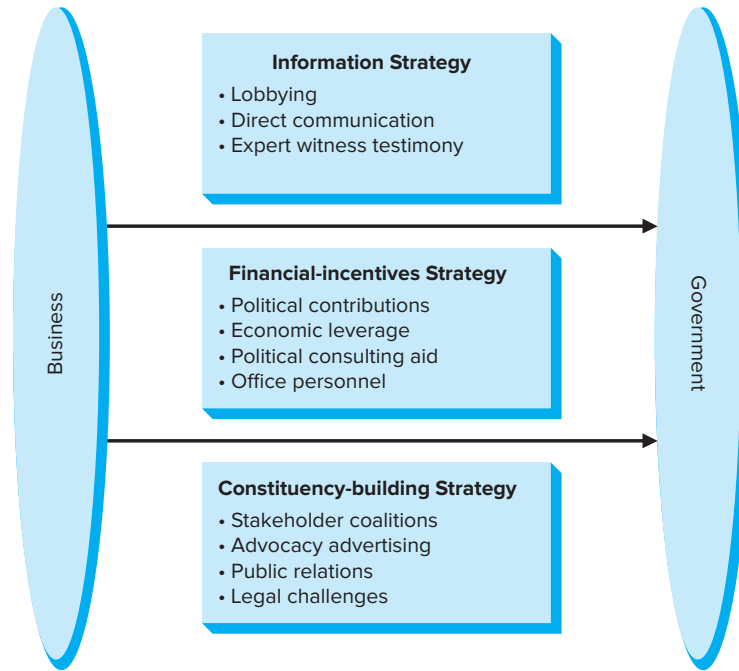 Business
Information Strategy
• Lobbying
• Direct communication
• Expert witness testimony
Financial-incentives Strategy
• Political contributions
• Economic leverage
• Political consulting aid
• Office personnel
Constituency-building Strategy
• Stakeholder coalitions
• Advocacy advertising
• Public relations
• Legal challenges
Government